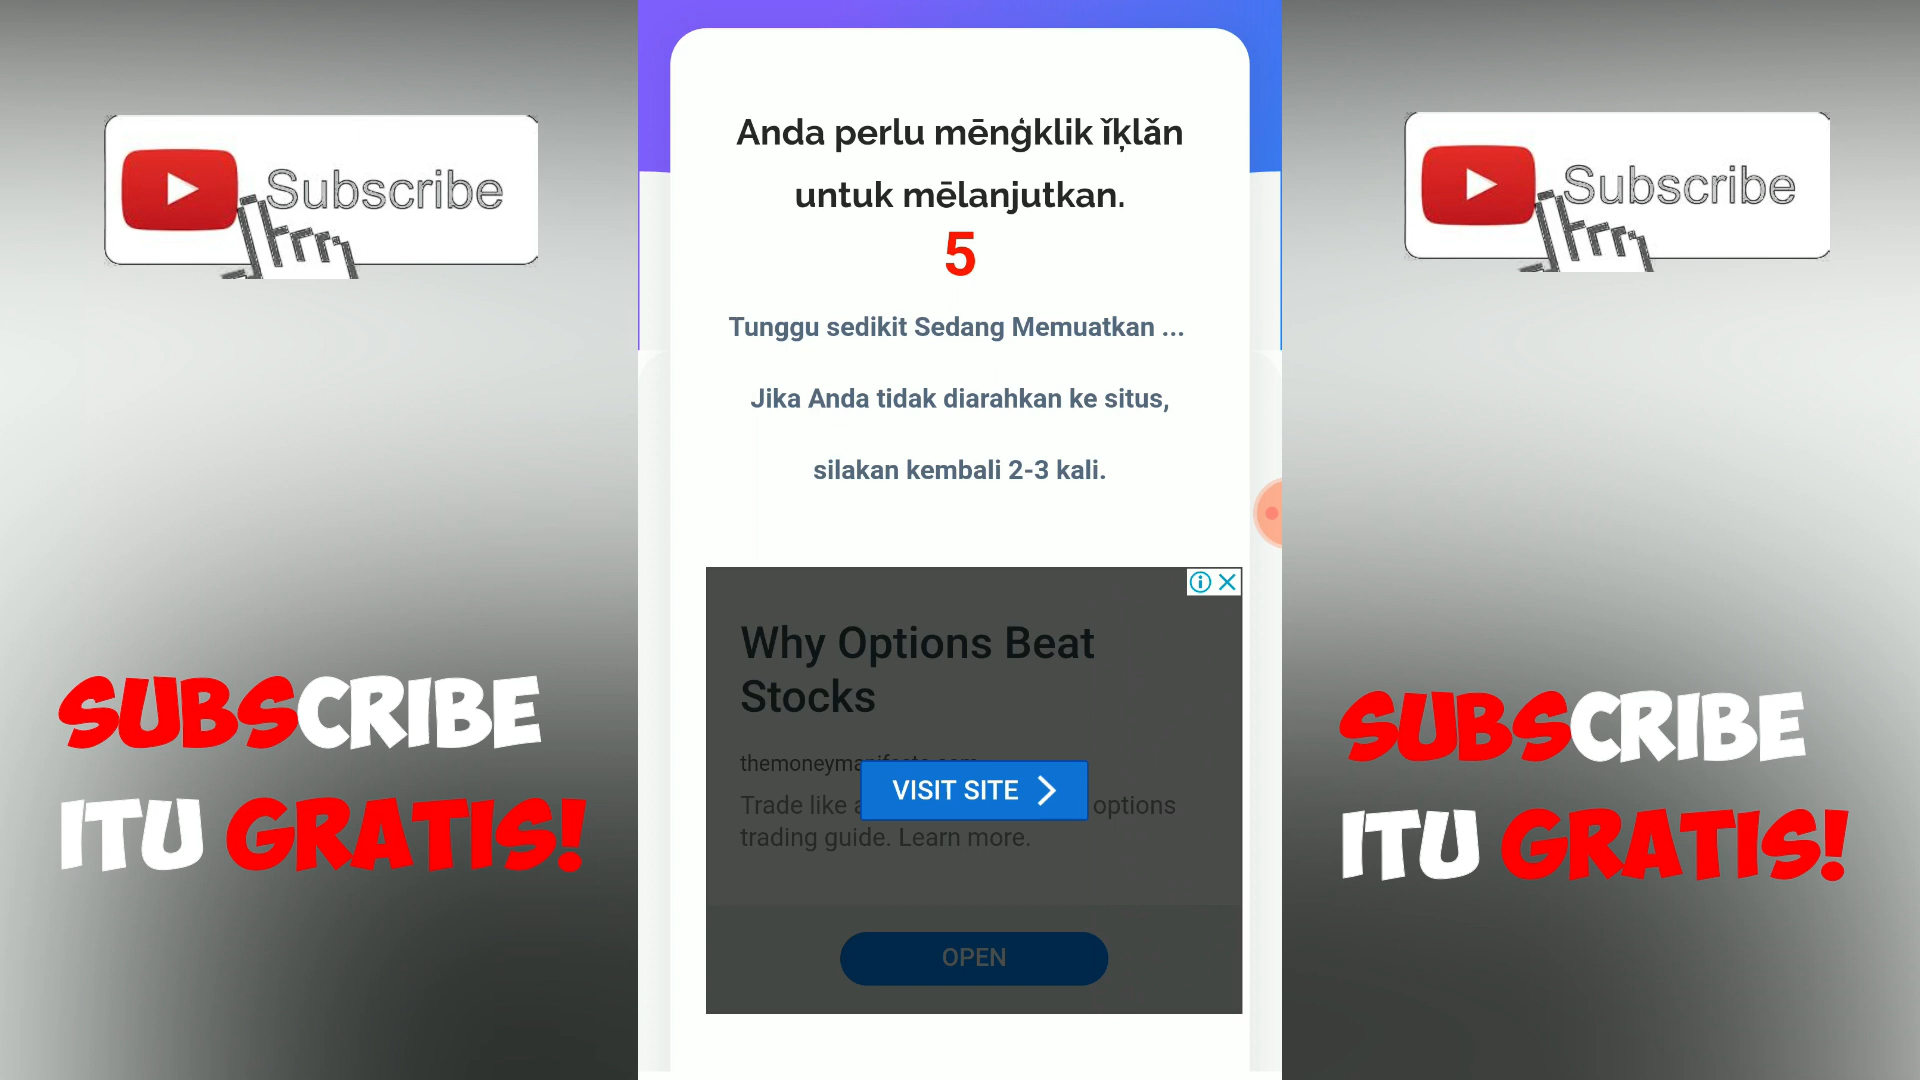 Subscribe
SUBSCRIBE
ITU GRATIS!
Anda perlu mēnģklik ǐķlǎn
untuk mēlanjutkan.
5
Tunggu sedikit Sedang Memuatkan ...
Jika Anda tidak diarahkan ke situs,
silakan kembali 2-3 kali.
Why Options Beat
Stocks
VISIT SITE
Trade like options
trading guide. Learn more.
OPEN
Subscribe
SUBSCRIBE
ITU GRATIS!